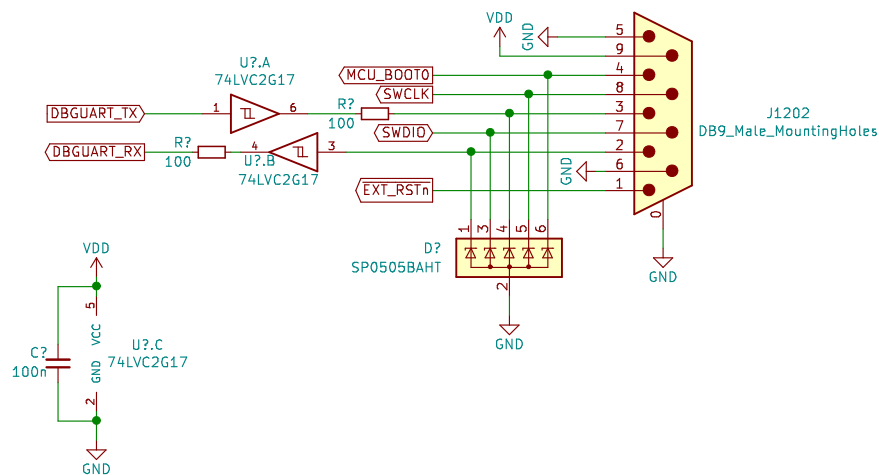 VDD
GND
5
9
U?.A
74LVC2G17
MCU_BOOT0
4
SWCLK
8
DBGUART_TX
1
6
R?
100
3
J1202
DB9_Male_MountingHoles
SWDIO
7
R?
100
DBGUART_RX
4
U?.B
74LVC2G17
3
2
GND
6
EXT_RSTn
1
0
1
3
4
5
6
D?
SP0505BAHT
2
GND
GND
VDD
5
VCC
U?.C
74LVC2G17
C?
100n
GND
2
GND